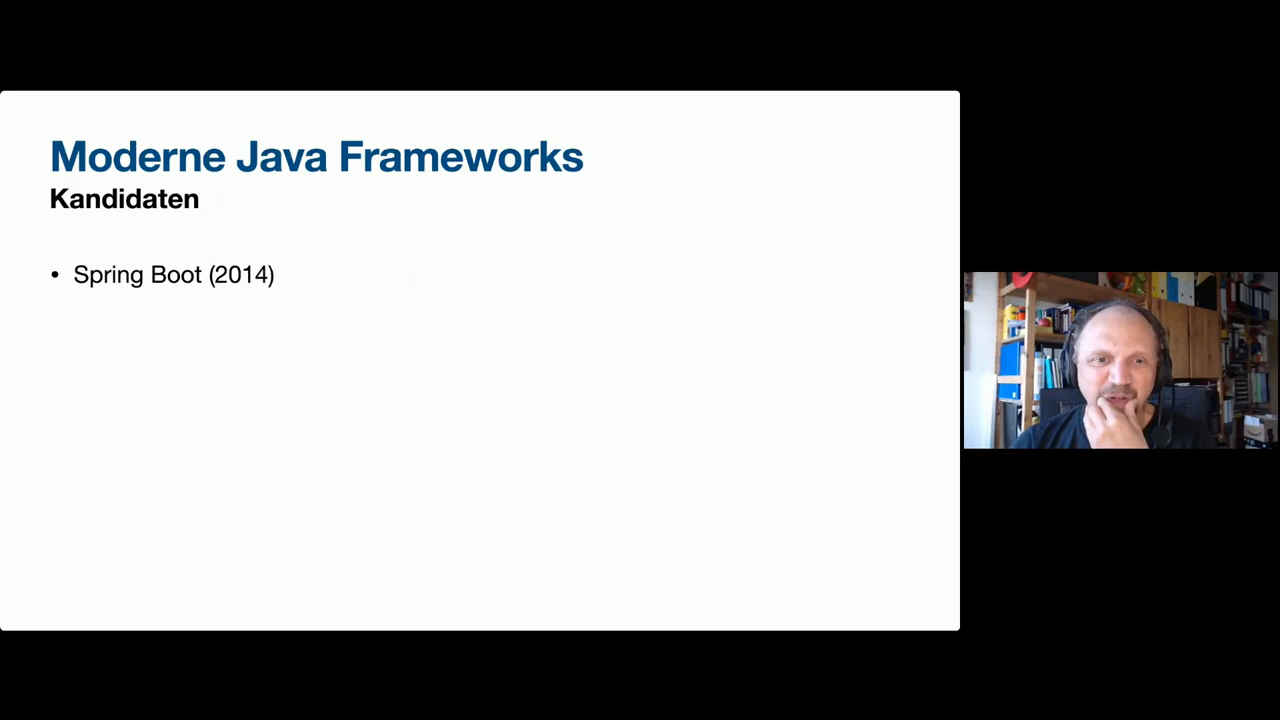 Moderne Java Frameworks
Kandidaten
• Spring Boot (2014)